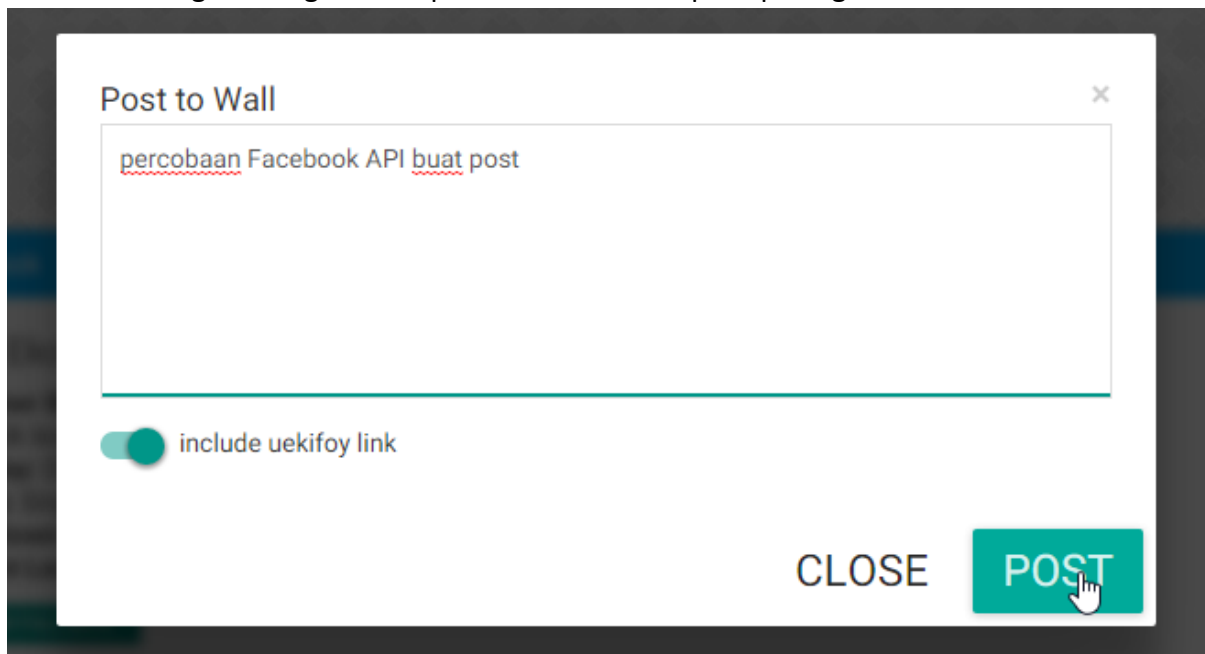 Post to Wall
×
percobaan Facebook API buat post
include uekifoy link
CLOSE POST